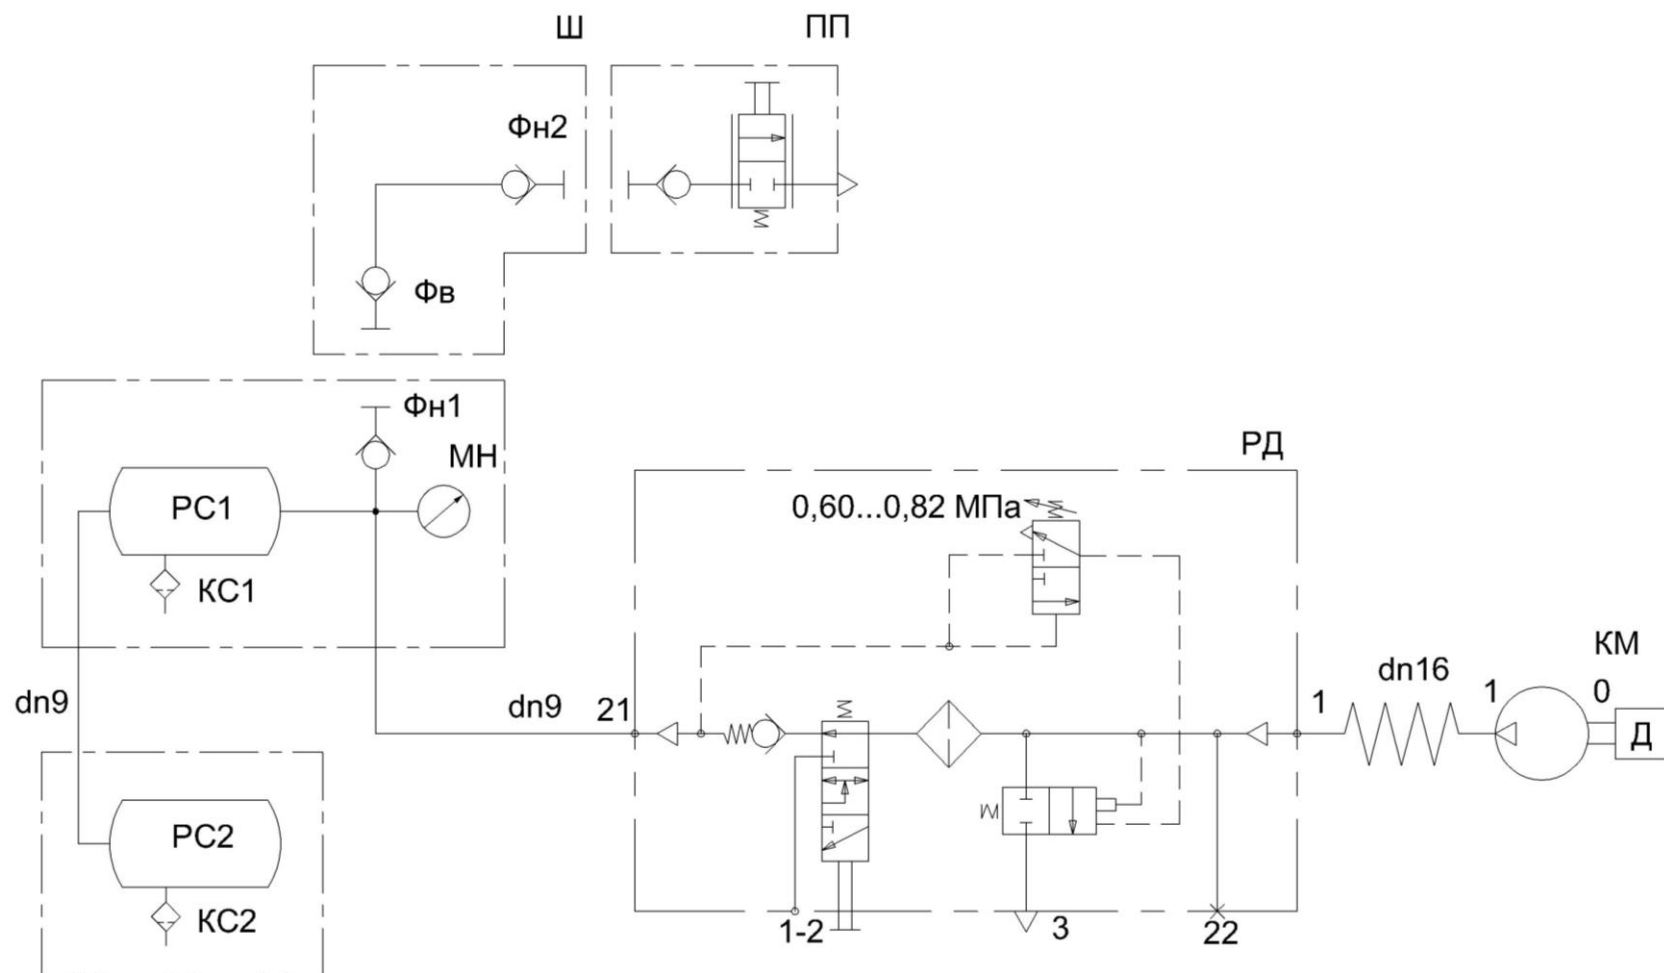 Ш
ПП
Фн2
Фв
Фн1
МН
РС1
КС1
РД
0,60...0,82 МПа
КМ
dn9
dn9
21
1
dn16
1
0
Д
РС2
КС2
1-2
3
22